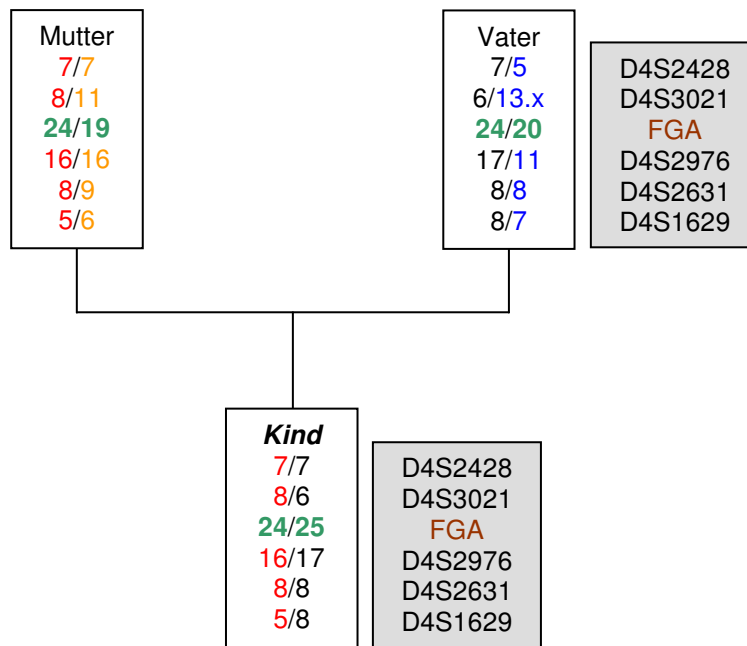 Mutter
7/7
8/11
24/19
16/16
8/9
5/6
Vater
7/5
6/13.x
24/20
17/11
8/8
8/7
D4S2428
D4S3021
FGA
D4S2976
D4S2631
D4S1629
Kind
7/7
8/6
24/25
16/17
8/8
5/8
D4S2428
D4S3021
FGA
D4S2976
D4S2631
D4S1629